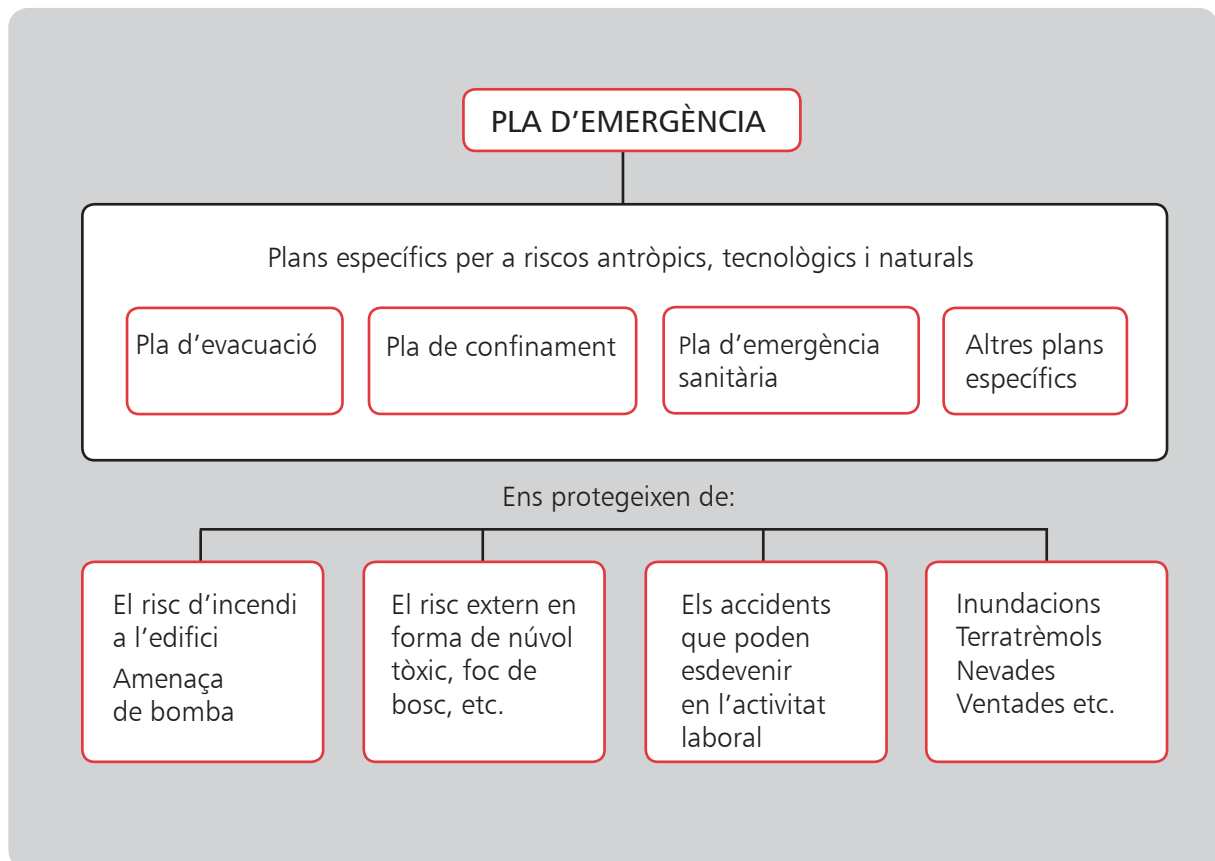 PLA D’EMERGÈNCIA
Plans específics per a riscos antròpics, tecnològics i naturals
Pla d’evacuació
Pla de confinament
Pla d’emergència
sanitària
Altres plans
específics
Ens protegeixen de:
El risc d’incendi
a l’edifici
Amenaça
de bomba
El risc extern en
forma de núvol
tòxic, foc de
bosc, etc.
Els accidents
que poden
esdevenir
en l’activitat
laboral
Inundacions
Terratrèmols
Nevades
Ventades etc.